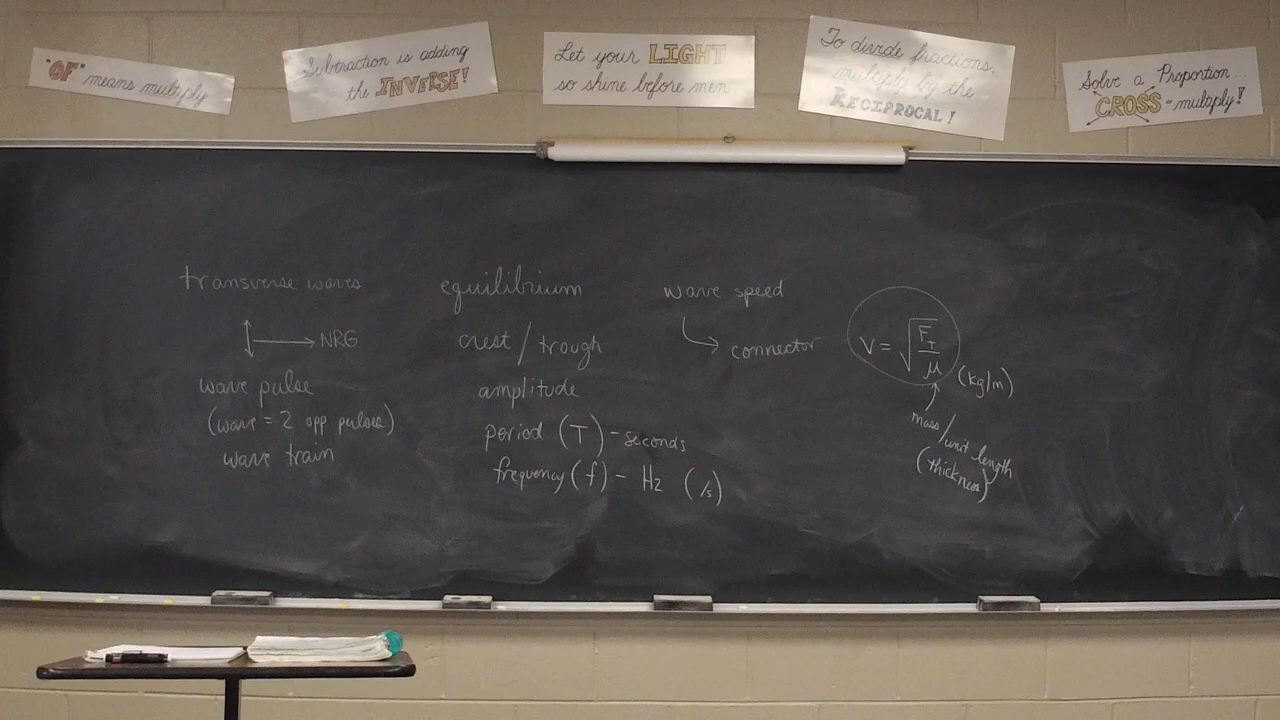 "OF" means multiply
Subtraction is adding
the INVERSE!
Let your LIGHT
so shine before men
To divide fractions,
multiply by the
RECIPROCAL!
Solve a Proportion...
CROSS-multiply!
transverse waves
NRG
wave pulse
(wave = 2 opp pulses)
wave train
equilibrium
crest/trough
amplitude
period (T) - seconds
frequency (f) - Hz (/s)
wave speed
connector
V = √(F_T/μ)
(kg/m)
mass/unit length
(thickness)